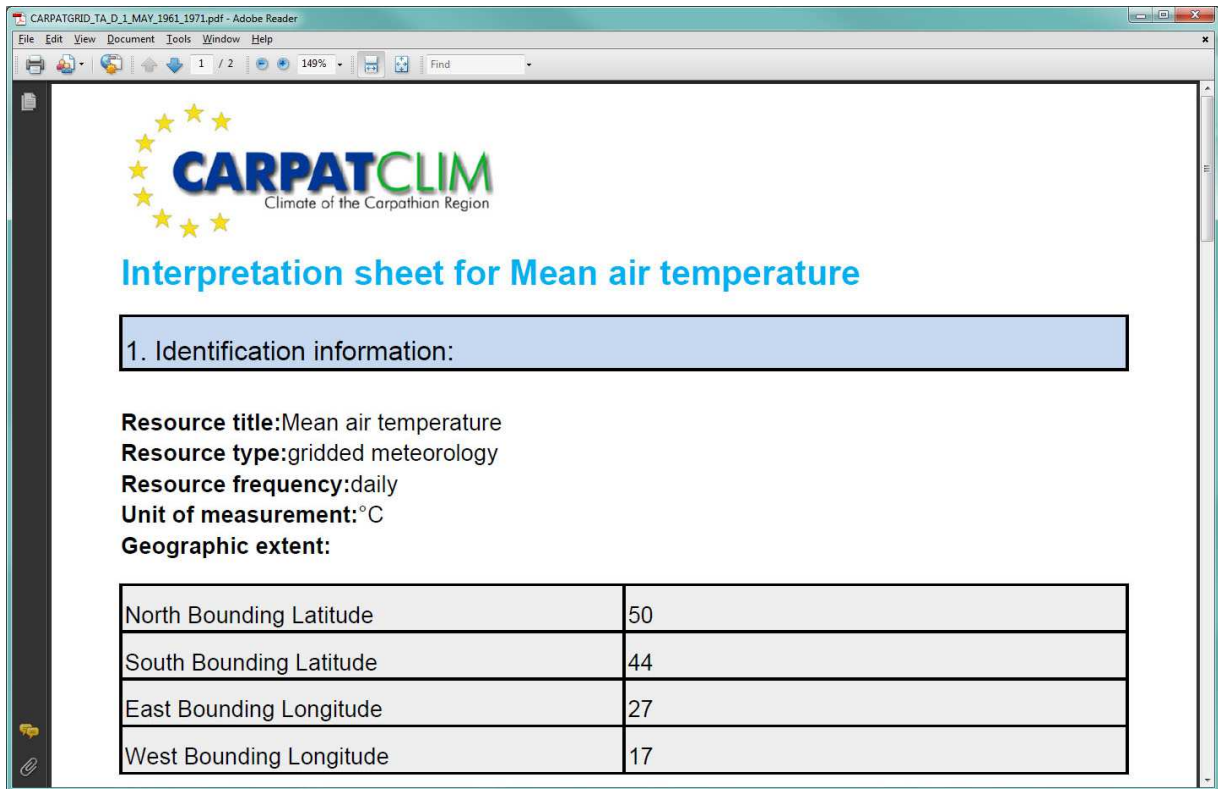 CARPATGRID_TA_D_1_MAY_1961_1971.pdf - Adobe Reader
File Edit View Document Tools Window Help
1 / 2 149% Find
CARPATCLIM
Climate of the Carpathian Region
Interpretation sheet for Mean air temperature
1. Identification information:
Resource title:Mean air temperature
Resource type:gridded meteorology
Resource frequency:daily
Unit of measurement:°C
Geographic extent:
North Bounding Latitude 50
South Bounding Latitude 44
East Bounding Longitude 27
West Bounding Longitude 17